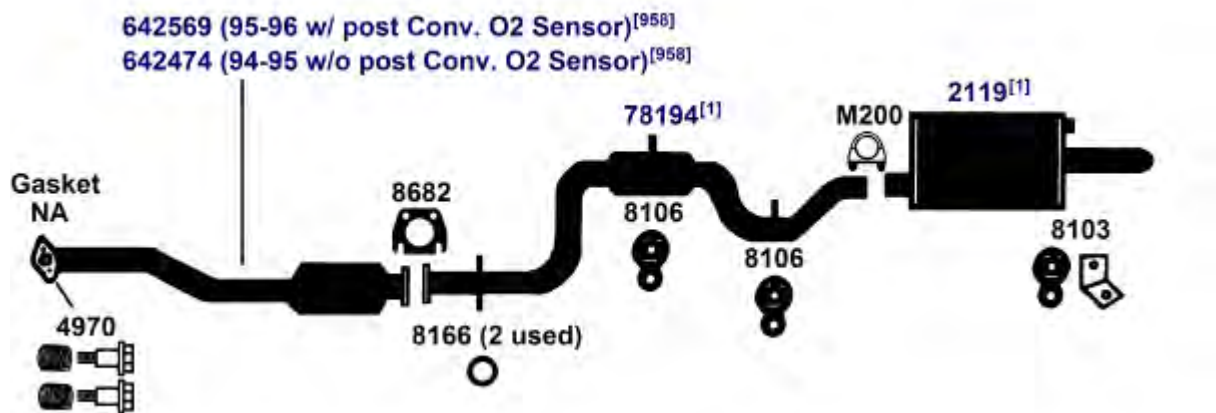 642569 (95-96 w/ post Conv. O2 Sensor)[958]
642474 (94-95 w/o post Conv. O2 Sensor)[958]
78194[1]
M200
2119[1]
Gasket
NA
8682
8106
8106
8103
4970
8166 (2 used)